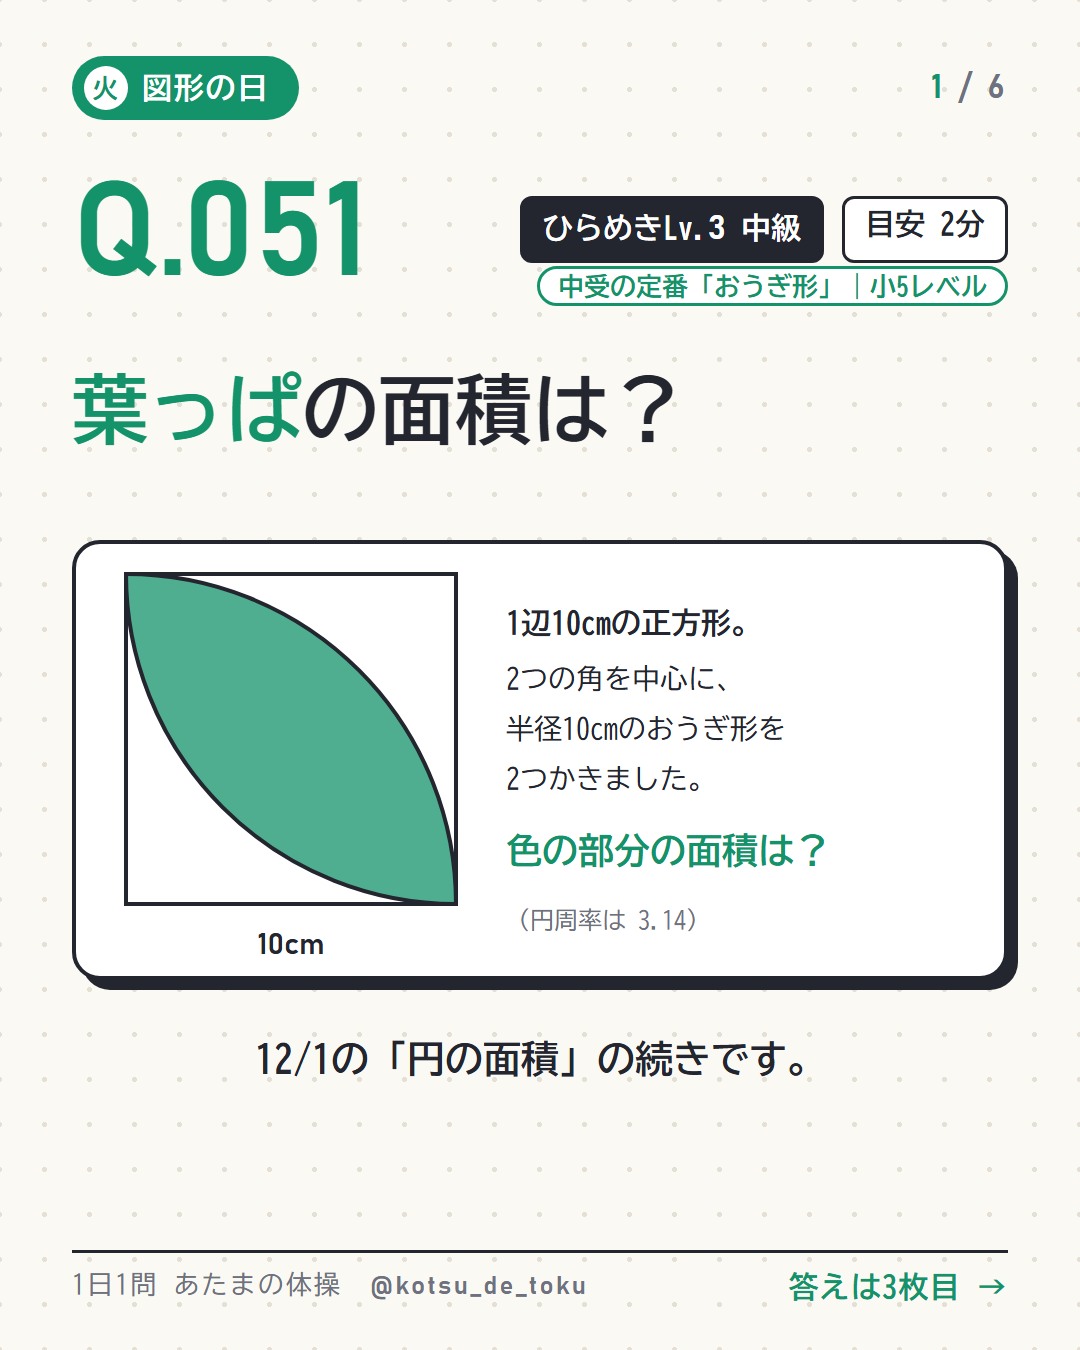 火 図形の日
1 / 6
Q.051
ひらめきLv.3 中級
目安 2分
中受の定番「おうぎ形」｜小5レベル
葉っぱの面積は？
1辺10cmの正方形。
2つの角を中心に、
半径10cmのおうぎ形を
2つかきました。
色の部分の面積は？
（円周率は 3.14）
10cm
12/1の「円の面積」の続きです。
1日1問 あたまの体操 @kotsu_de_toku
答えは3枚目 →